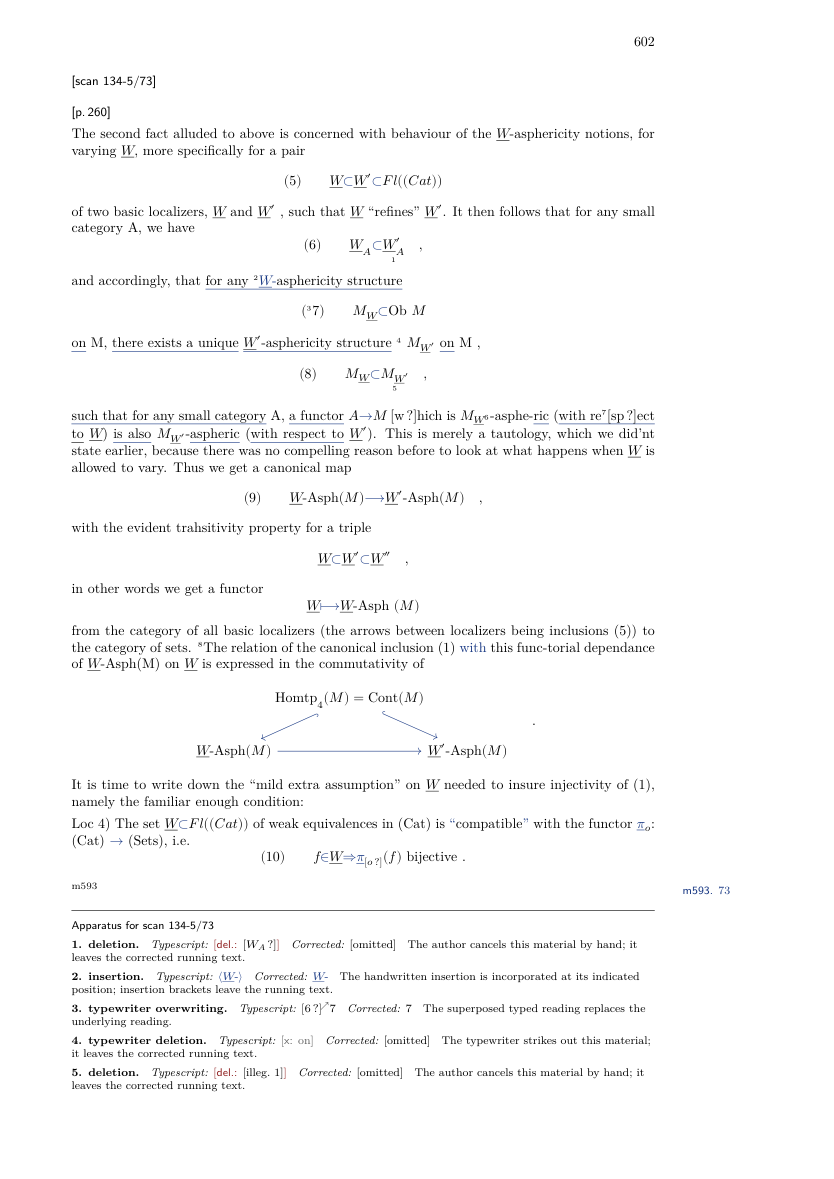 602
[scan 134-5/73]
[p. 260]
The second fact alluded to above is concerned with behaviour of the W-asphericity notions, for
varying W, more specifically for a pair
(5) W⊂W′⊂Fl((Cat))
of two basic localizers, W and W′ , such that W “refines” W′. It then follows that for any small
category A, we have
(6) W_A⊂W′_A ,
1
and accordingly, that for any ²W-asphericity structure
(³7) M_W⊂Ob M
on M, there exists a unique W′-asphericity structure ⁴ M_W′ on M ,
(8) M_W⊂M_W′ ,
5
such that for any small category A, a functor A→M [w ?]hich is M_W⁶-asphe-ric (with re⁷[sp ?]ect
to W) is also M_W′-aspheric (with respect to W′). This is merely a tautology, which we did'nt
state earlier, because there was no compelling reason before to look at what happens when W is
allowed to vary. Thus we get a canonical map
(9) W-Asph(M)⟶W′-Asph(M) ,
with the evident trahsitivity property for a triple
W⊂W′⊂W″ ,
in other words we get a functor
W⟼W-Asph (M)
from the category of all basic localizers (the arrows between localizers being inclusions (5)) to
the category of sets. ⁸The relation of the canonical inclusion (1) with this func-torial dependance
of W-Asph(M) on W is expressed in the commutativity of
Homtp_4(M) = Cont(M)
.
W-Asph(M) ⟶ W′-Asph(M)
It is time to write down the “mild extra assumption” on W needed to insure injectivity of (1),
namely the familiar enough condition:
Loc 4) The set W⊂Fl((Cat)) of weak equivalences in (Cat) is “compatible” with the functor π_o:
(Cat) → (Sets), i.e.
(10) f∈W⇒π_[o ?](f) bijective .
m593
m593. 73
Apparatus for scan 134-5/73
1. deletion. Typescript: [del.: [W_A ?]] Corrected: [omitted] The author cancels this material by hand; it
leaves the corrected running text.
2. insertion. Typescript: ⟨W-⟩ Corrected: W- The handwritten insertion is incorporated at its indicated
position; insertion brackets leave the running text.
3. typewriter overwriting. Typescript: [6 ?]↗7 Corrected: 7 The superposed typed reading replaces the
underlying reading.
4. typewriter deletion. Typescript: [x: on] Corrected: [omitted] The typewriter strikes out this material;
it leaves the corrected running text.
5. deletion. Typescript: [del.: [illeg. 1]] Corrected: [omitted] The author cancels this material by hand; it
leaves the corrected running text.